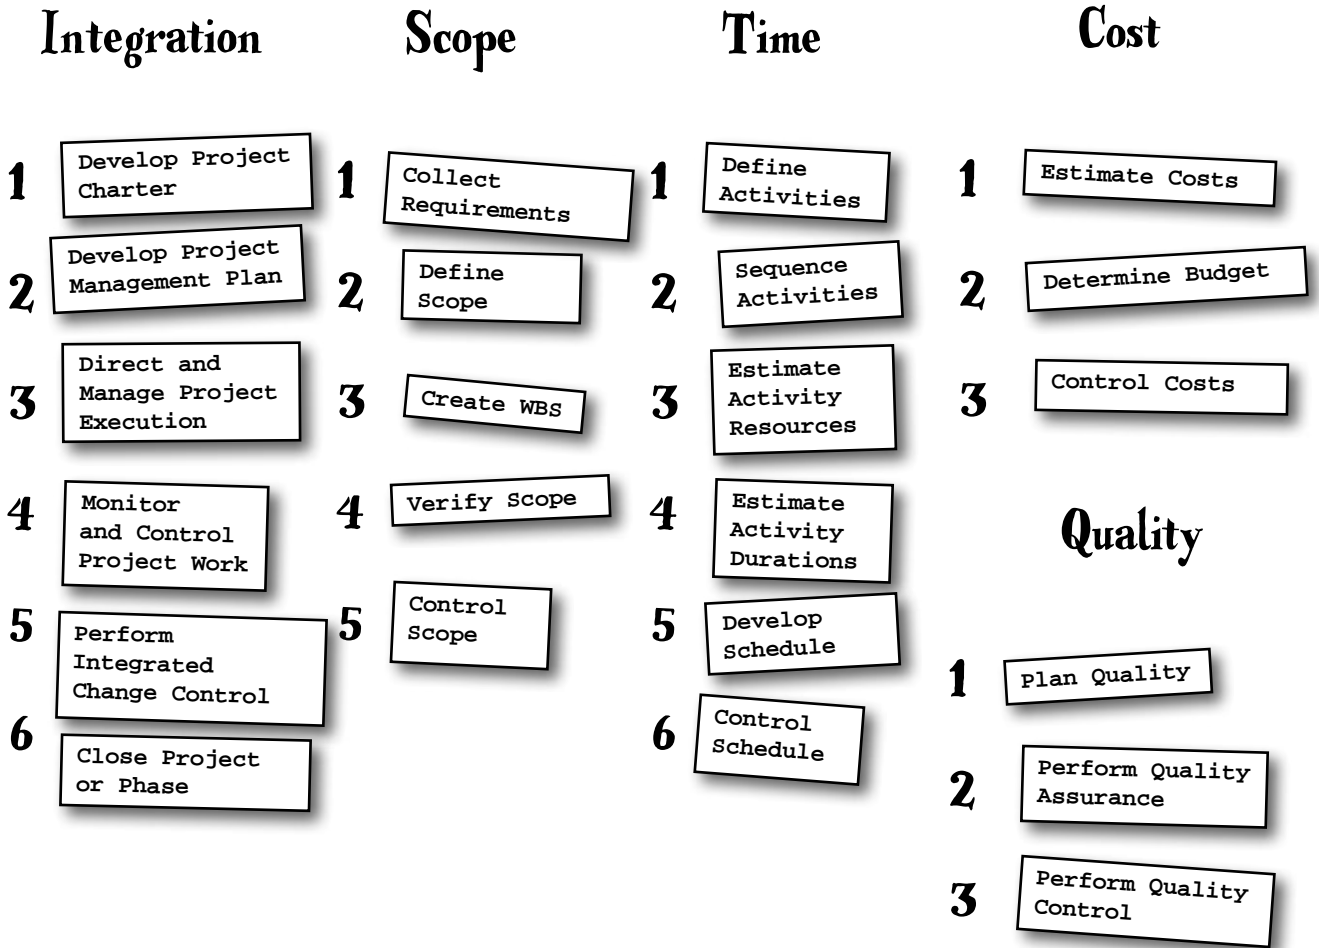 Integration
1
Develop Project
Charter
2
Develop Project
Management Plan
3
Direct and
Manage Project
Execution
4
Monitor
and Control
Project Work
5
Perform
Integrated
Change Control
6
Close Project
or Phase
Scope
1
Collect
Requirements
2
Define
Scope
3
Create WBS
4
Verify Scope
5
Control
Scope
Time
1
Define
Activities
2
Sequence
Activities
3
Estimate
Activity
Resources
4
Estimate
Activity
Durations
5
Develop
Schedule
6
Control
Schedule
Cost
1
Estimate Costs
2
Determine Budget
3
Control Costs
Quality
1
Plan Quality
2
Perform Quality
Assurance
3
Perform Quality
Control